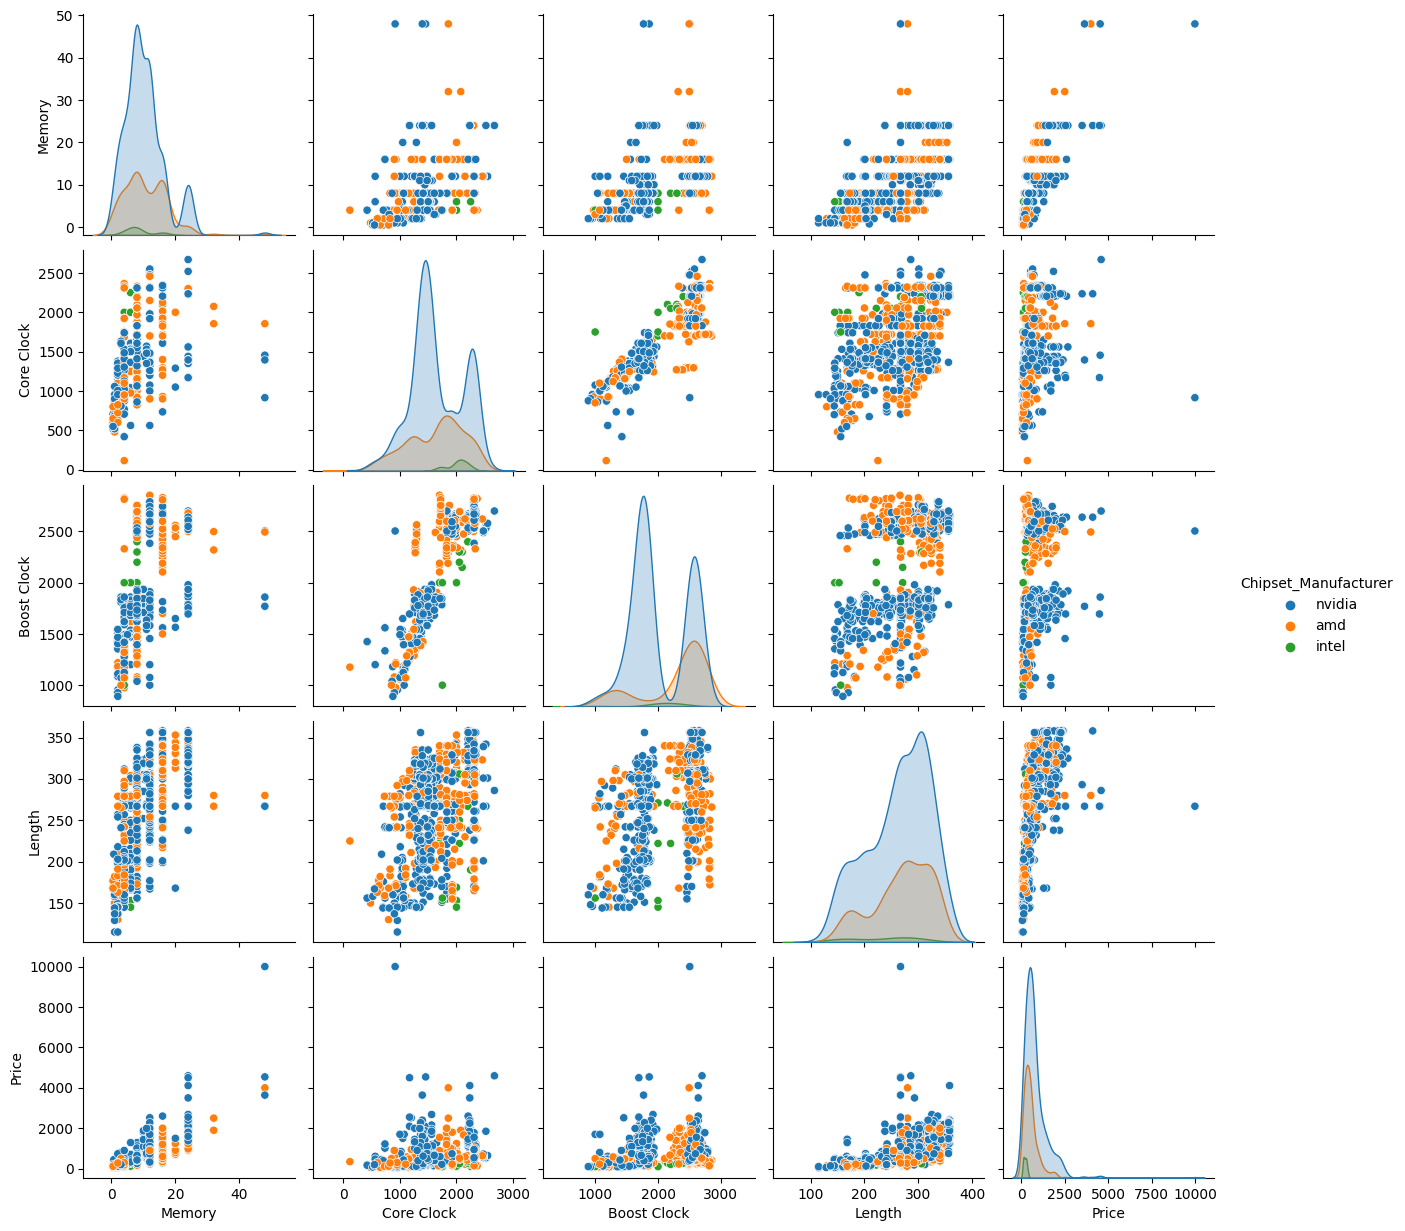 50
40
30
20
10
0
Memory
2500
2000
1500
1000
500
0
Core Clock
2500
2000
1500
1000
Boost Clock
Chipset_Manufacturer
nvidia
amd
intel
350
300
250
200
150
Length
10000
8000
6000
4000
2000
0
Price
0 20 40
0 1000 2000 3000
1000 2000 3000
100 200 300 400
0 2500 5000 7500 10000
Memory Core Clock Boost Clock Length Price